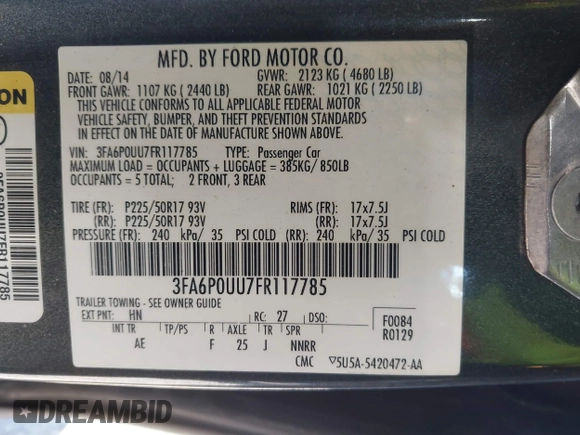 MFD. BY FORD MOTOR CO.
DATE: 08/14 GVWR: 2123 KG ( 4680 LB)
FRONT GAWR: 1107 KG ( 2440 LB) REAR GAWR: 1021 KG ( 2250 LB)
THIS VEHICLE CONFORMS TO ALL APPLICABLE FEDERAL MOTOR
VEHICLE SAFETY, BUMPER, AND THEFT PREVENTION STANDARDS
IN EFFECT ON THE DATE OF MANUFACTURE SHOWN ABOVE.
VIN: 3FA6P0UU7FR117785 TYPE: Passenger Car
MAXIMUM LOAD = OCCUPANTS + LUGGAGE = 385KG/ 850LB
OCCUPANTS = 5 TOTAL; 2 FRONT, 3 REAR
TIRE (FR): P225/50R17 93V RIMS (FR): 17x7.5J
(RR): P225/50R17 93V (RR): 17x7.5J
PRESSURE (FR): 240 kPa/ 35 PSI COLD (RR): 240 kPa/ 35 PSI COLD
3FA6P0UU7FR117785
TRAILER TOWING - SEE OWNER GUIDE
EXT PNT: HN RC: 27 DSO: F0084
R0129
INT TR TP/PS R AXLE TR SPR
AE F 25 J NNRR
CMC ▽5U5A-5420472-AA
ION
3FA6P0UU7FR117785
DREAMBID